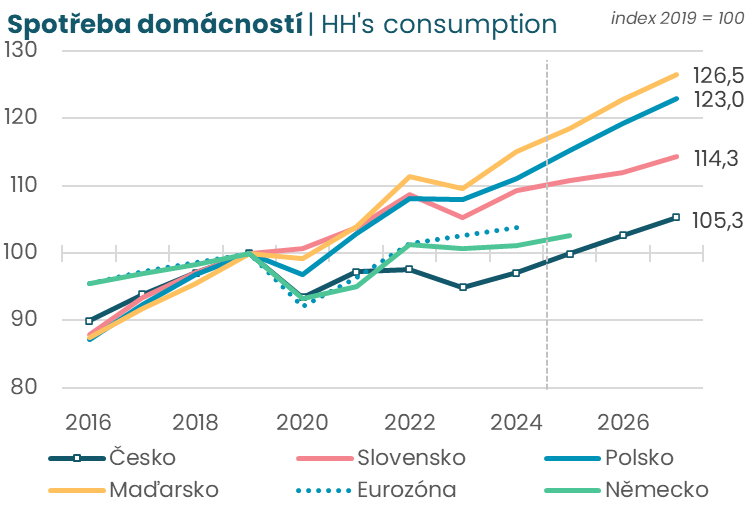 Spotřeba domácností | HH's consumption
index 2019 = 100
130
126,5
123,0
120
114,3
110
105,3
100
90
80
2016 2018 2020 2022 2024 2026
Česko Slovensko Polsko
Maďarsko Eurozóna Německo